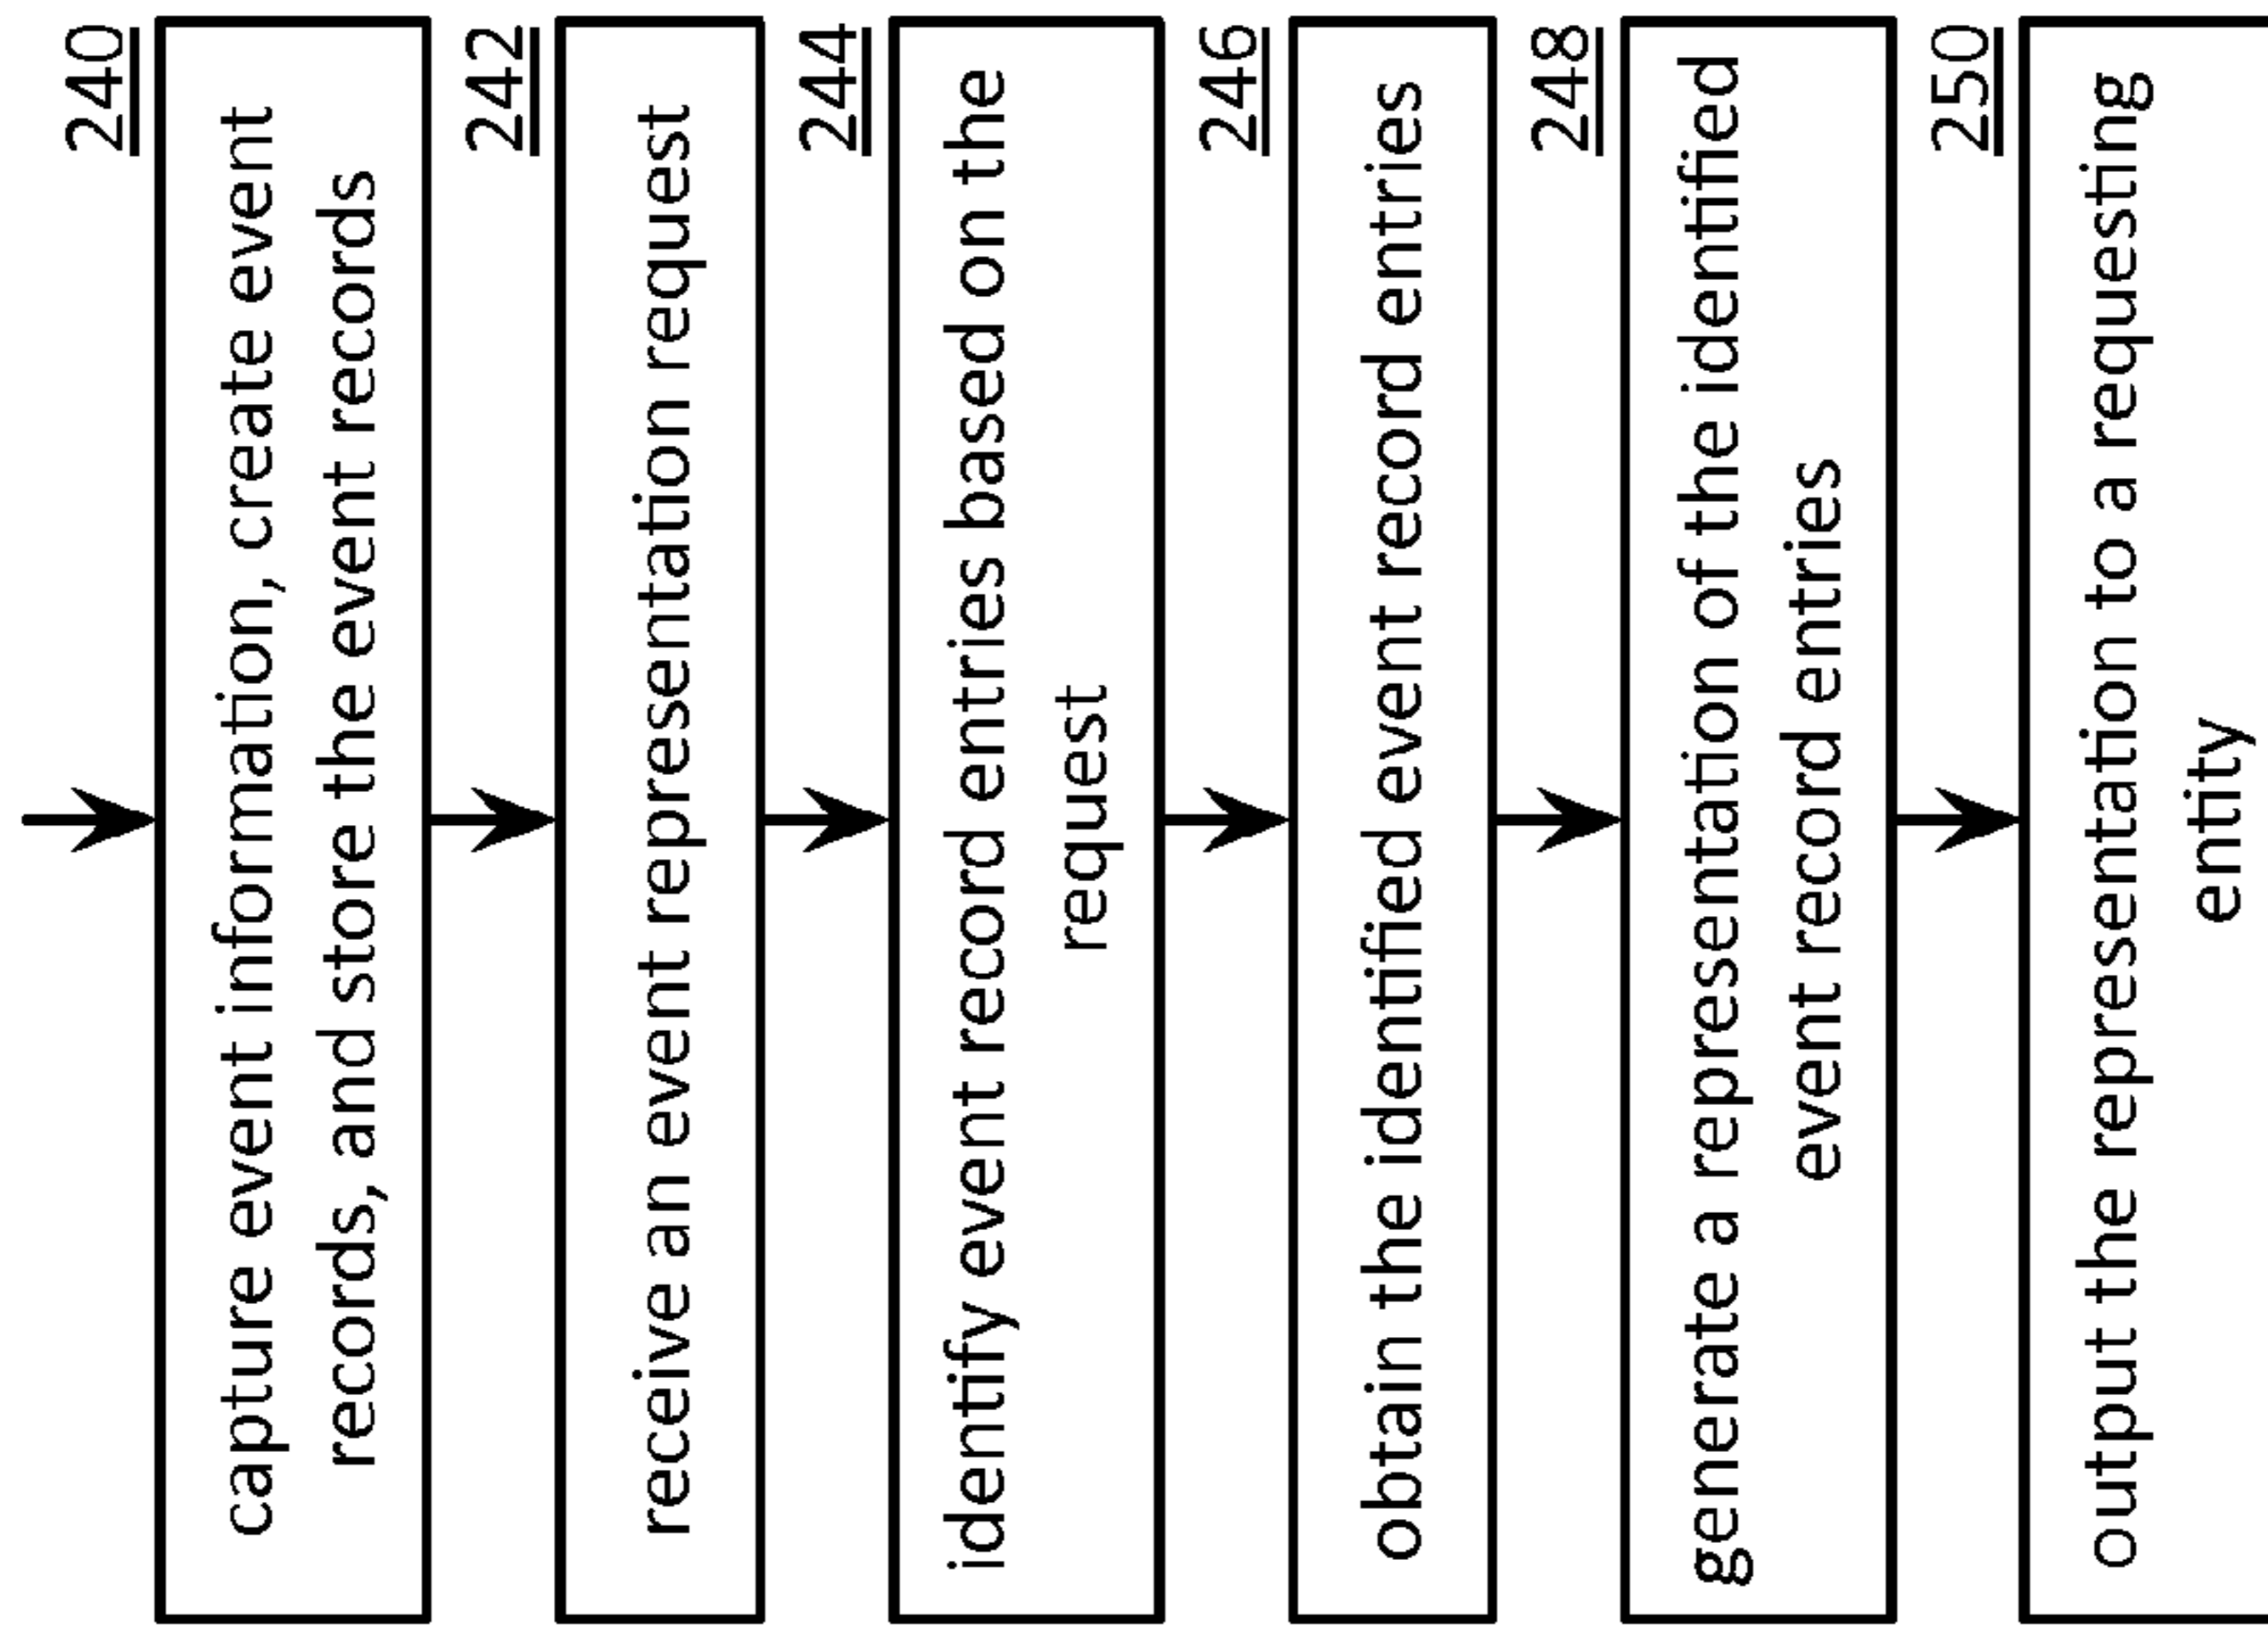 240
capture event information, create event
records, and store the event records
242
receive an event representation request
244
identify event record entries based on the
request
246
obtain the identified event record entries
248
generate a representation of the identified
event record entries
250
output the representation to a requesting
entity